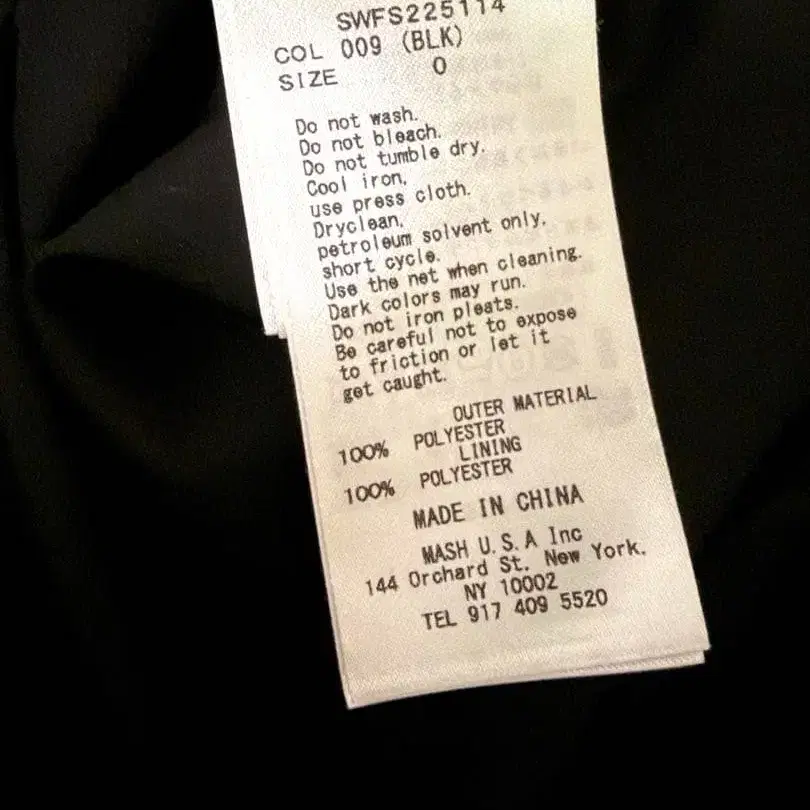 SWFS225114
COL 009 (BLK)
SIZE 0
Do not wash.
Do not bleach.
Do not tumble dry.
Cool iron,
use press cloth.
Dryclean,
petroleum solvent only,
short cycle.
Use the net when cleaning.
Dark colors may run.
Do not iron pleats.
Be careful not to expose
to friction or let it
get caught.
OUTER MATERIAL
100% POLYESTER
LINING
100% POLYESTER
MADE IN CHINA
MASH U.S.A Inc
144 Orchard St. New York,
NY 10002
TEL 917 409 5520